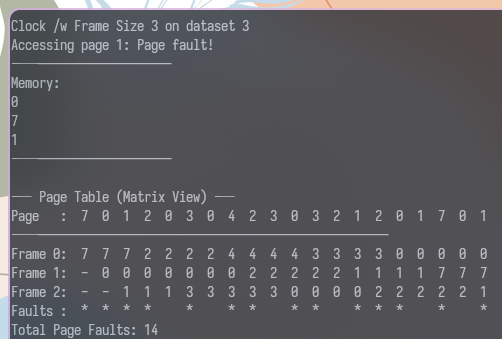 Clock /w Frame Size 3 on dataset 3
Accessing page 1: Page fault!
Memory:
0
7
1
── Page Table (Matrix View) ──
Page   :  7  0  1  2  0  3  0  4  2  3  0  3  2  1  2  0  1  7  0  1
Frame 0:  7  7  7  2  2  2  2  4  4  4  4  3  3  3  3  0  0  0  0  0
Frame 1:  -  0  0  0  0  0  0  0  2  2  2  2  2  1  1  1  1  7  7  7
Frame 2:  -  -  1  1  1  3  3  3  3  3  0  0  0  0  2  2  2  2  2  1
Faults :  *  *  *  *     *     *  *     *  *     *  *  *     *     *
Total Page Faults: 14